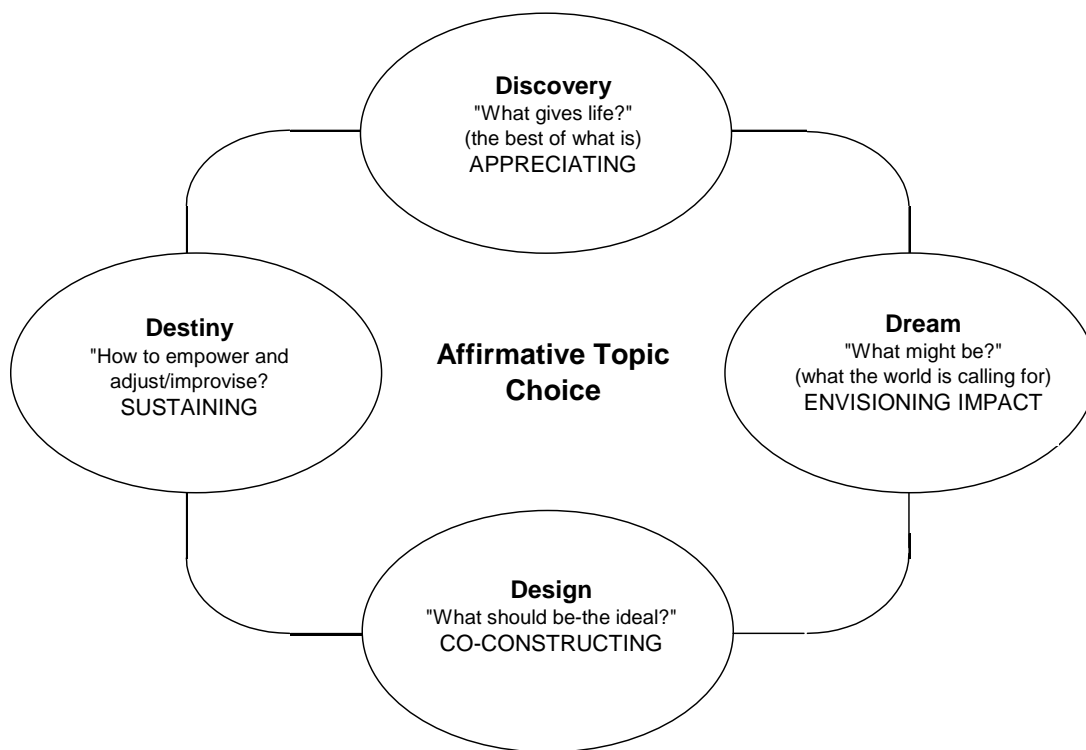 Discovery
"What gives life?"
(the best of what is)
APPRECIATING
Destiny
"How to empower and
adjust/improvise?
SUSTAINING
Affirmative Topic
Choice
Dream
"What might be?"
(what the world is calling for)
ENVISIONING IMPACT
Design
"What should be-the ideal?"
CO-CONSTRUCTING